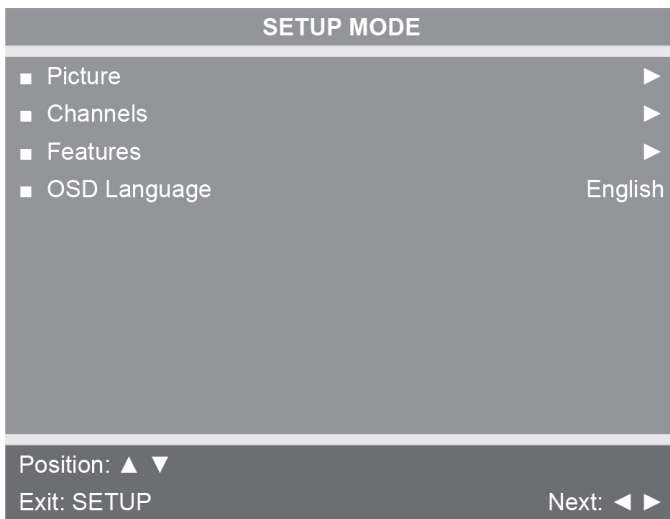 SETUP MODE
■ Picture ►
■ Channels ►
■ Features ►
■ OSD Language English
Position: ▲ ▼
Exit: SETUP Next: ◄ ►